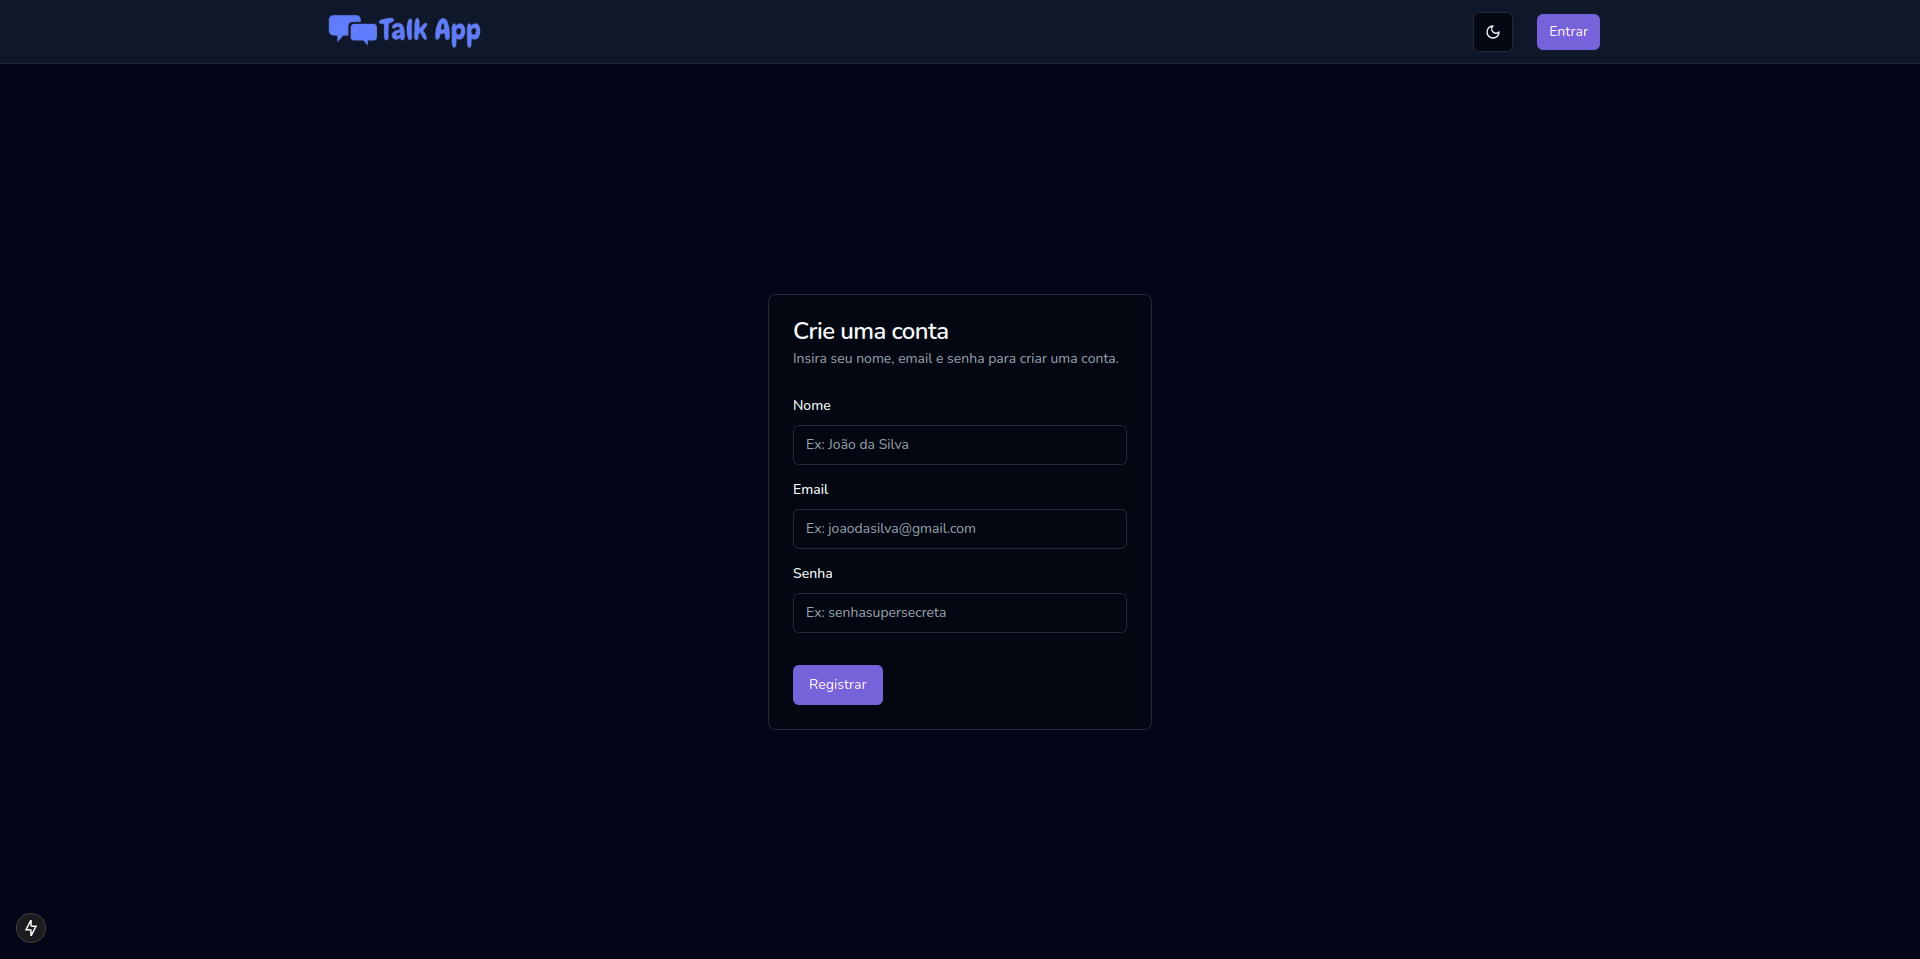 Talk App
Entrar
Crie uma conta
Insira seu nome, email e senha para criar uma conta.
Nome
Ex: João da Silva
Email
Ex: joaodasilva@gmail.com
Senha
Ex: senhasupersecreta
Registrar